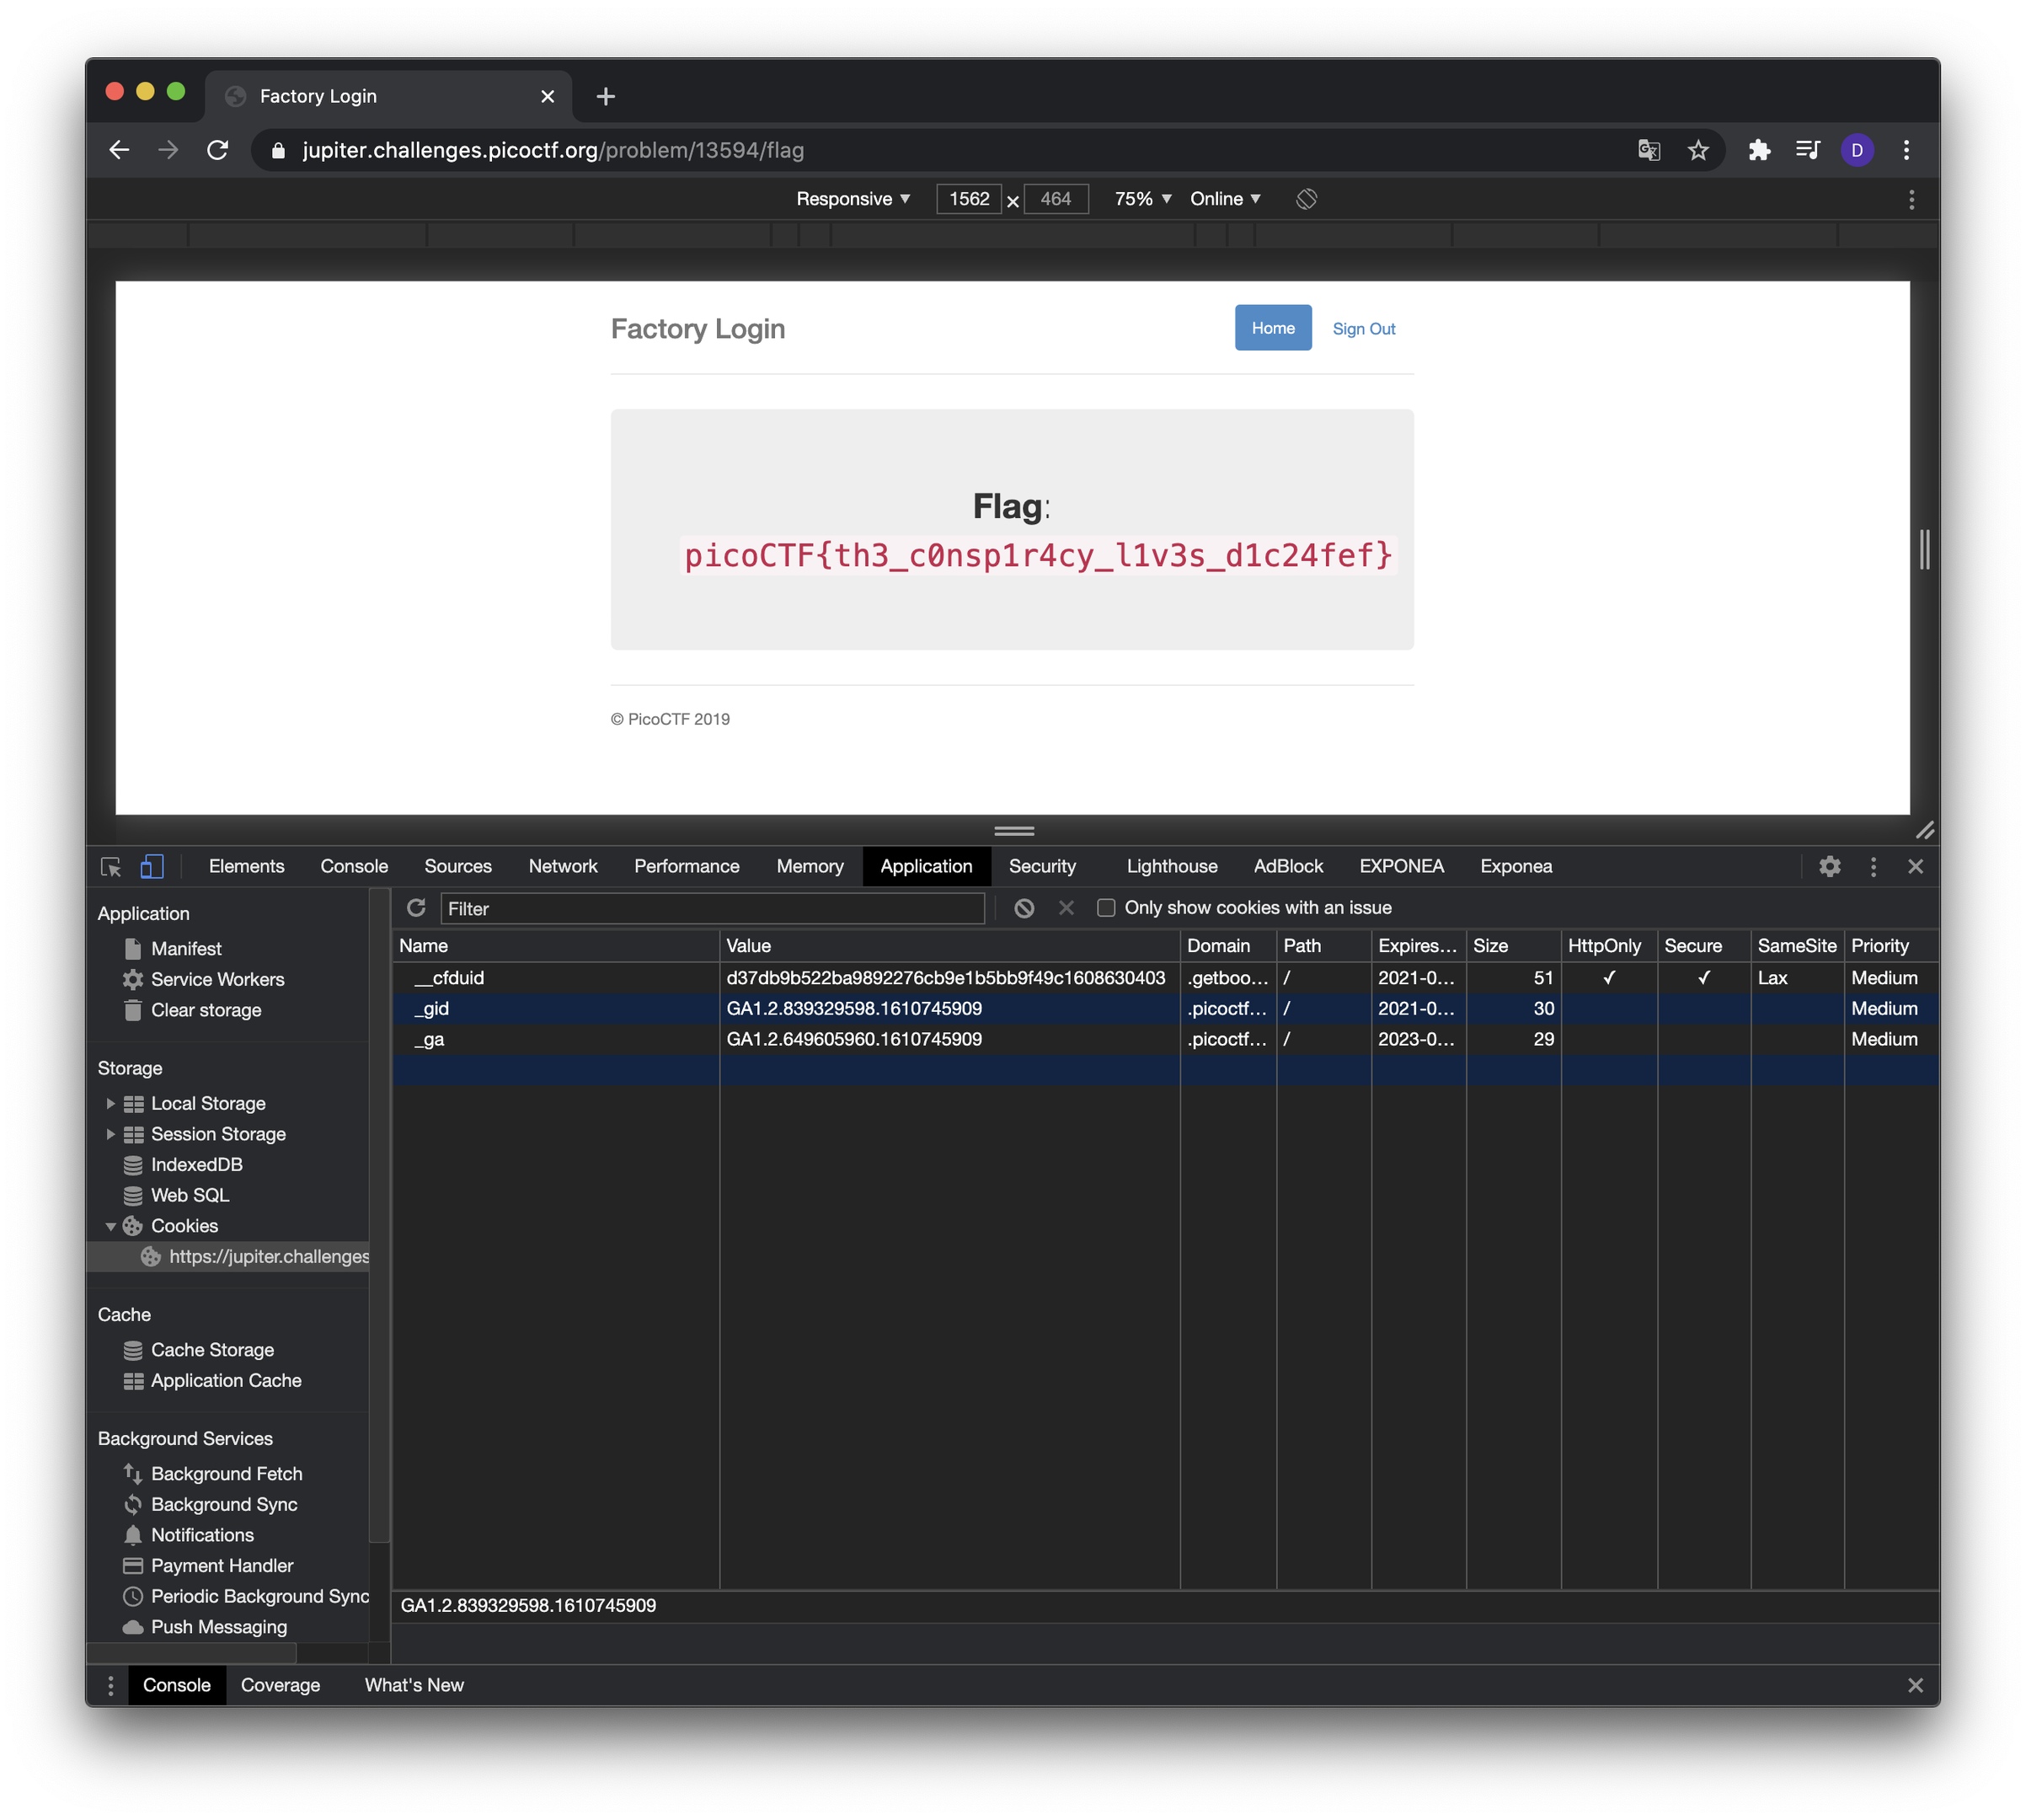 Factory Login
jupiter.challenges.picoctf.org/problem/13594/flag
D
Responsive ▼ 1562 × 464 75% ▼ Online ▼
Factory Login Home Sign Out
Flag:
picoCTF{th3_c0nsp1r4cy_l1v3s_d1c24fef}
© PicoCTF 2019
Elements Console Sources Network Performance Memory Application Security Lighthouse AdBlock EXPONEA Exponea
Application
Manifest
Service Workers
Clear storage
Storage
Local Storage
Session Storage
IndexedDB
Web SQL
Cookies
https://jupiter.challenges
Cache
Cache Storage
Application Cache
Background Services
Background Fetch
Background Sync
Notifications
Payment Handler
Periodic Background Sync
Push Messaging
Filter Only show cookies with an issue
Name Value Domain Path Expires... Size HttpOnly Secure SameSite Priority
__cfduid d37db9b522ba9892276cb9e1b5bb9f49c1608630403 .getboo... / 2021-0... 51 ✓ ✓ Lax Medium
_gid GA1.2.839329598.1610745909 .picoctf... / 2021-0... 30 Medium
_ga GA1.2.649605960.1610745909 .picoctf... / 2023-0... 29 Medium
GA1.2.839329598.1610745909
Console Coverage What's New